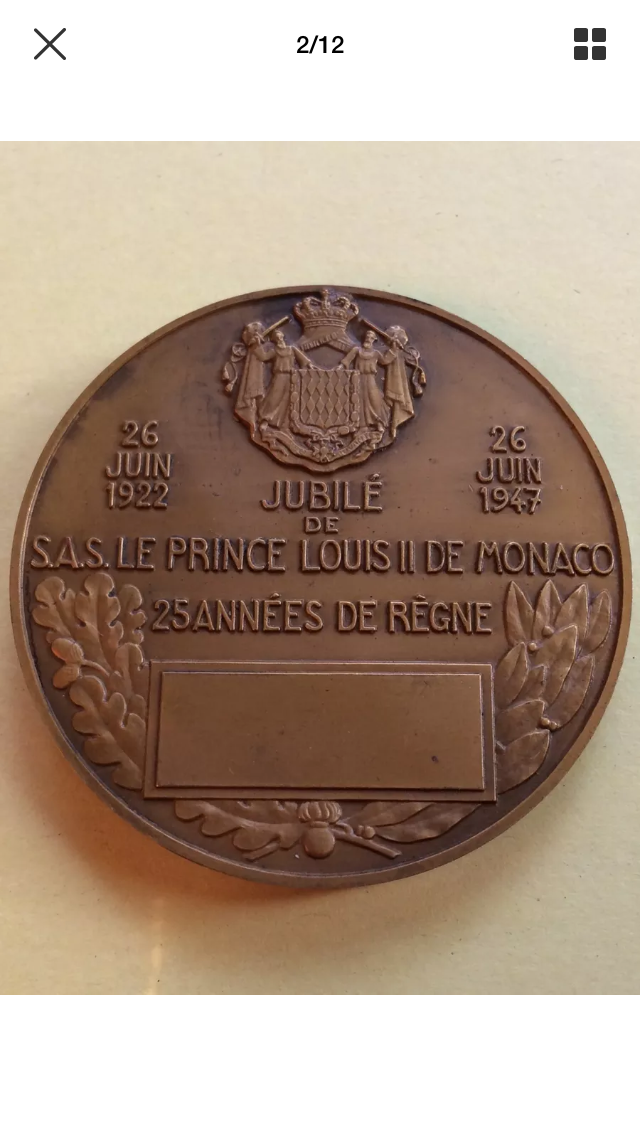 2/12
26
JUIN
1922
26
JUIN
1947
JUBILÉ
DE
S.A.S. LE PRINCE LOUIS II DE MONACO
25 ANNÉES DE RÈGNE